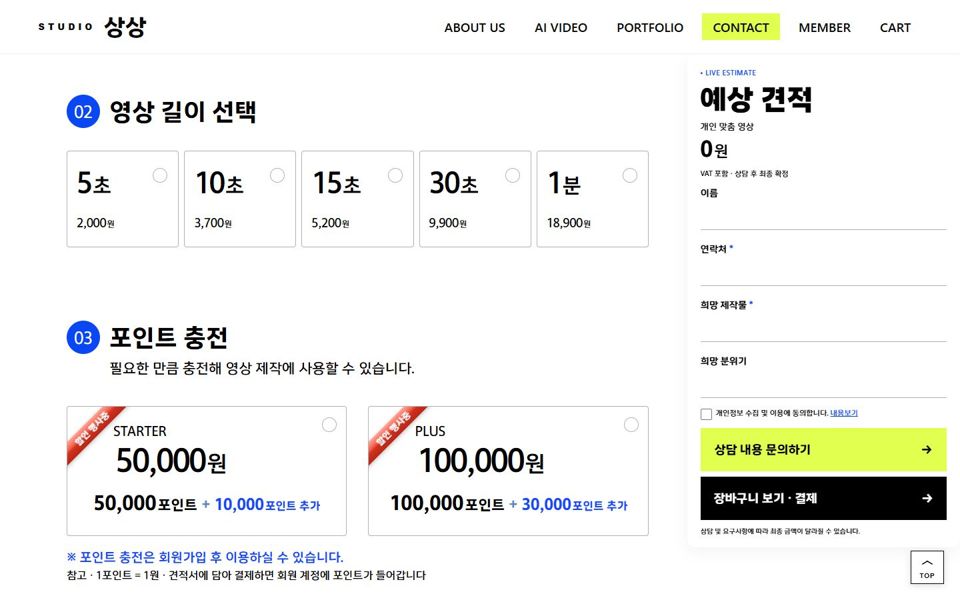 STUDIO 상상
ABOUT US AI VIDEO PORTFOLIO CONTACT MEMBER CART
02 영상 길이 선택
5초 10초 15초 30초 1분
2,000원 3,700원 5,200원 9,900원 18,900원
03 포인트 충전
필요한 만큼 충전해 영상 제작에 사용할 수 있습니다.
할인 행사중
STARTER
50,000원
50,000포인트 + 10,000포인트 추가
할인 행사중
PLUS
100,000원
100,000포인트 + 30,000포인트 추가
※ 포인트 충전은 회원가입 후 이용하실 수 있습니다.
참고 · 1포인트 = 1원 · 견적서에 담아 결제하면 회원 계정에 포인트가 들어갑니다
• LIVE ESTIMATE
예상 견적
개인 맞춤 영상
0원
VAT 포함 · 상담 후 최종 확정
이름
연락처 *
희망 제작물 *
희망 분위기
개인정보 수집 및 이용에 동의합니다. 내용보기
상담 내용 문의하기 →
장바구니 보기 · 결제 →
상담 및 요구사항에 따라 최종 금액이 달라질 수 있습니다.
TOP